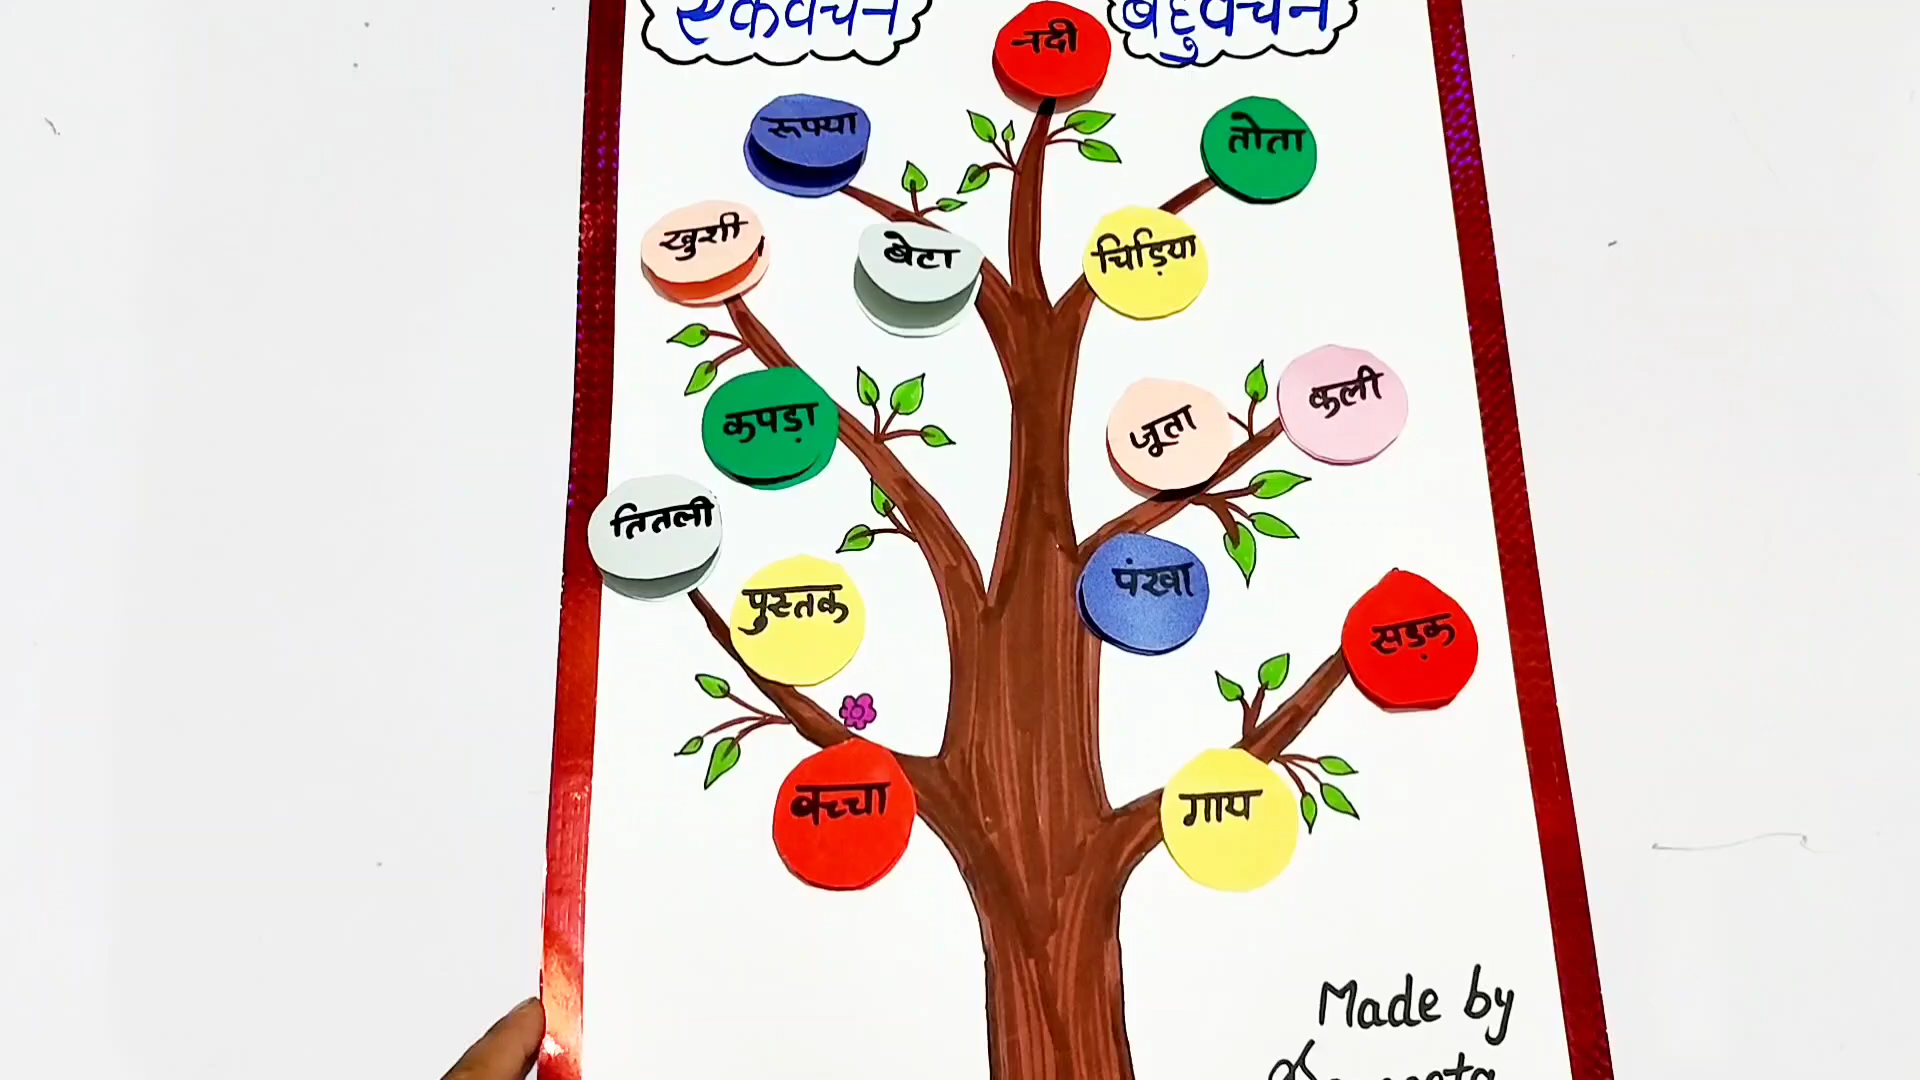 एकवचन
बहुवचन
नदी
रूपया
तोता
खुशी
बेटा
चिड़िया
कपड़ा
जूता
कली
तितली
पुस्तक
पंखा
सड़क
बच्चा
गाय
Made by